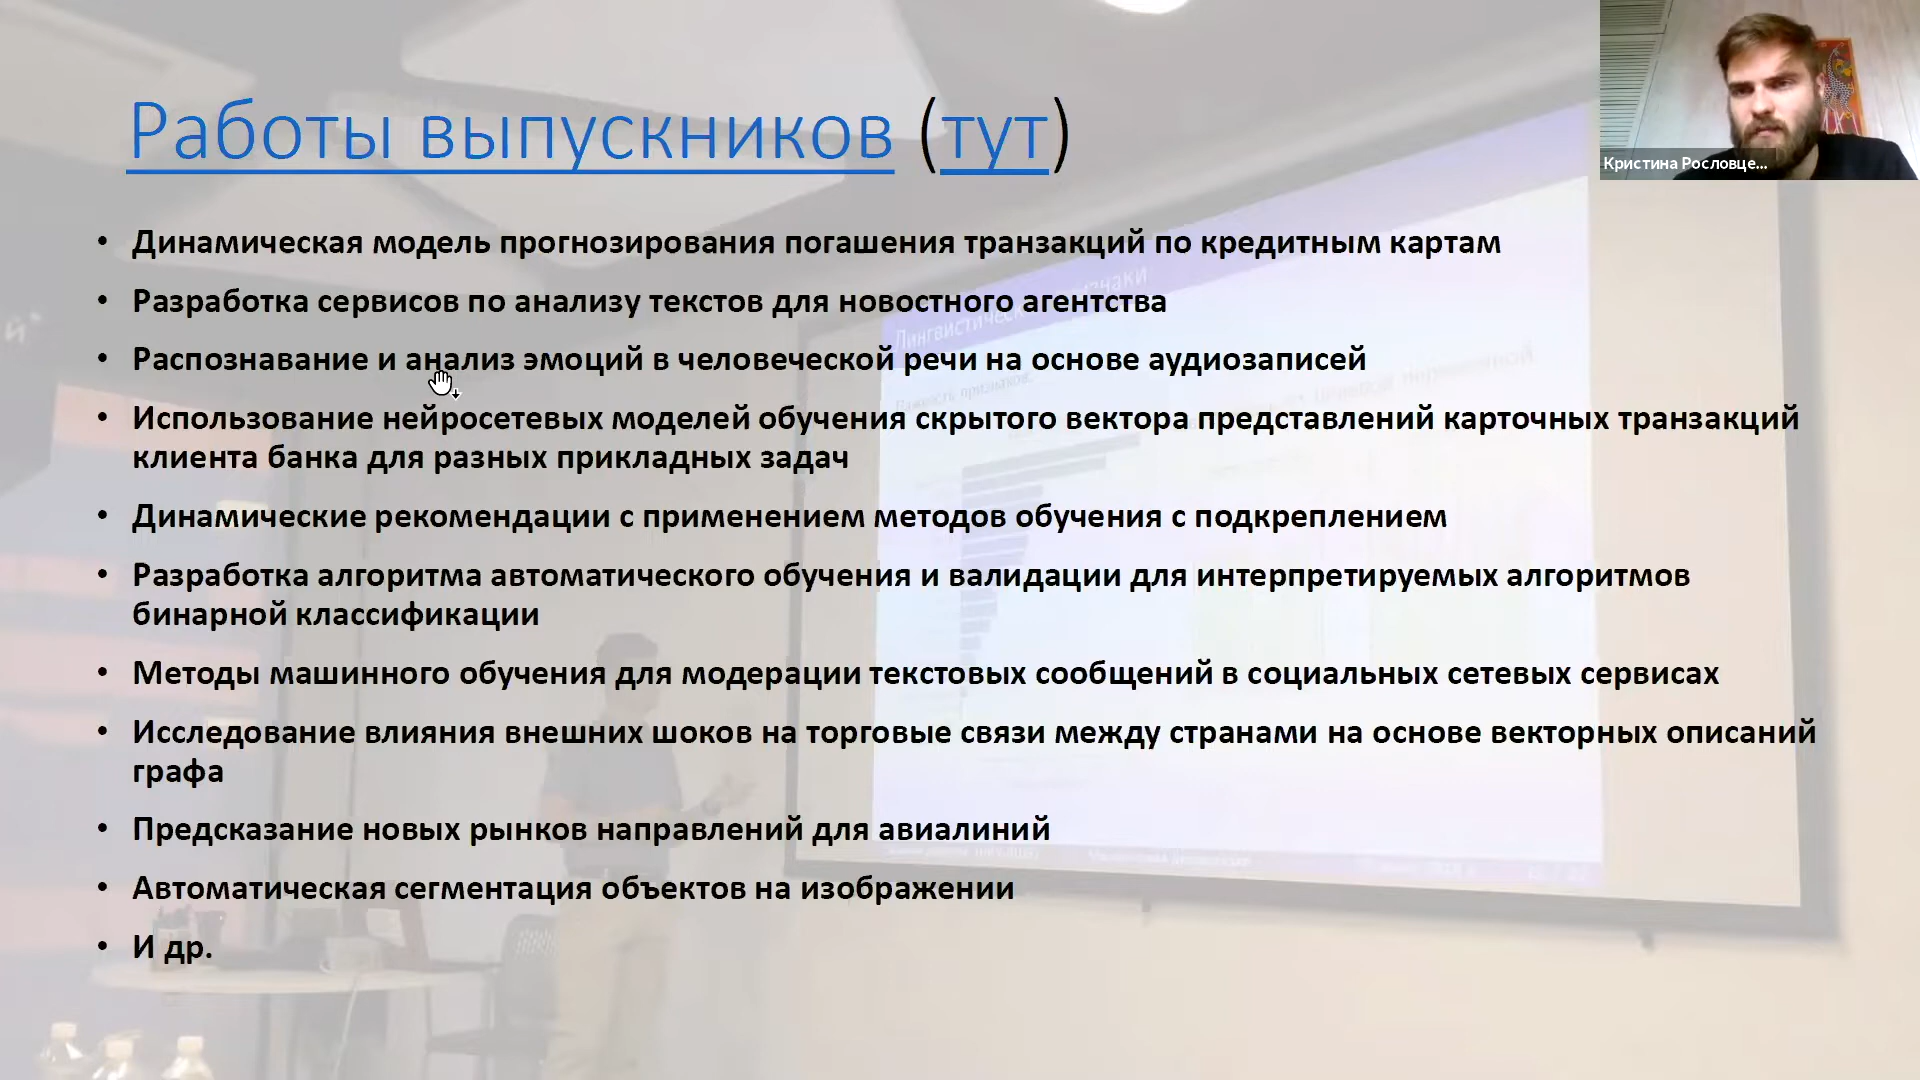 Работы выпускников (тут)
Кристина Рословце...
• Динамическая модель прогнозирования погашения транзакций по кредитным картам
• Разработка сервисов по анализу текстов для новостного агентства
• Распознавание и анализ эмоций в человеческой речи на основе аудиозаписей
• Использование нейросетевых моделей обучения скрытого вектора представлений карточных транзакций
клиента банка для разных прикладных задач
• Динамические рекомендации с применением методов обучения с подкреплением
• Разработка алгоритма автоматического обучения и валидации для интерпретируемых алгоритмов
бинарной классификации
• Методы машинного обучения для модерации текстовых сообщений в социальных сетевых сервисах
• Исследование влияния внешних шоков на торговые связи между странами на основе векторных описаний
графа
• Предсказание новых рынков направлений для авиалиний
• Автоматическая сегментация объектов на изображении
• И др.